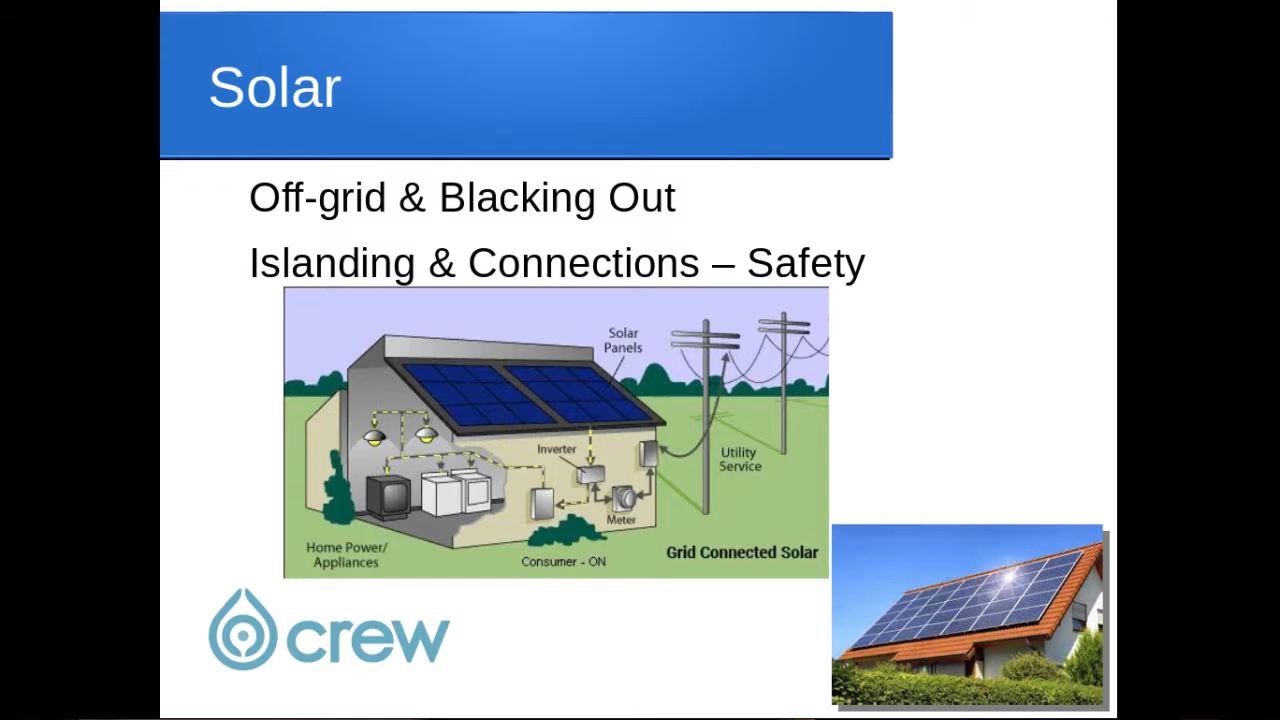 Solar
Off-grid & Blacking Out
Islanding & Connections – Safety
Solar
Panels
Inverter
Utility
Service
Meter
Home Power/
Appliances
Consumer - ON
Grid Connected Solar
crew